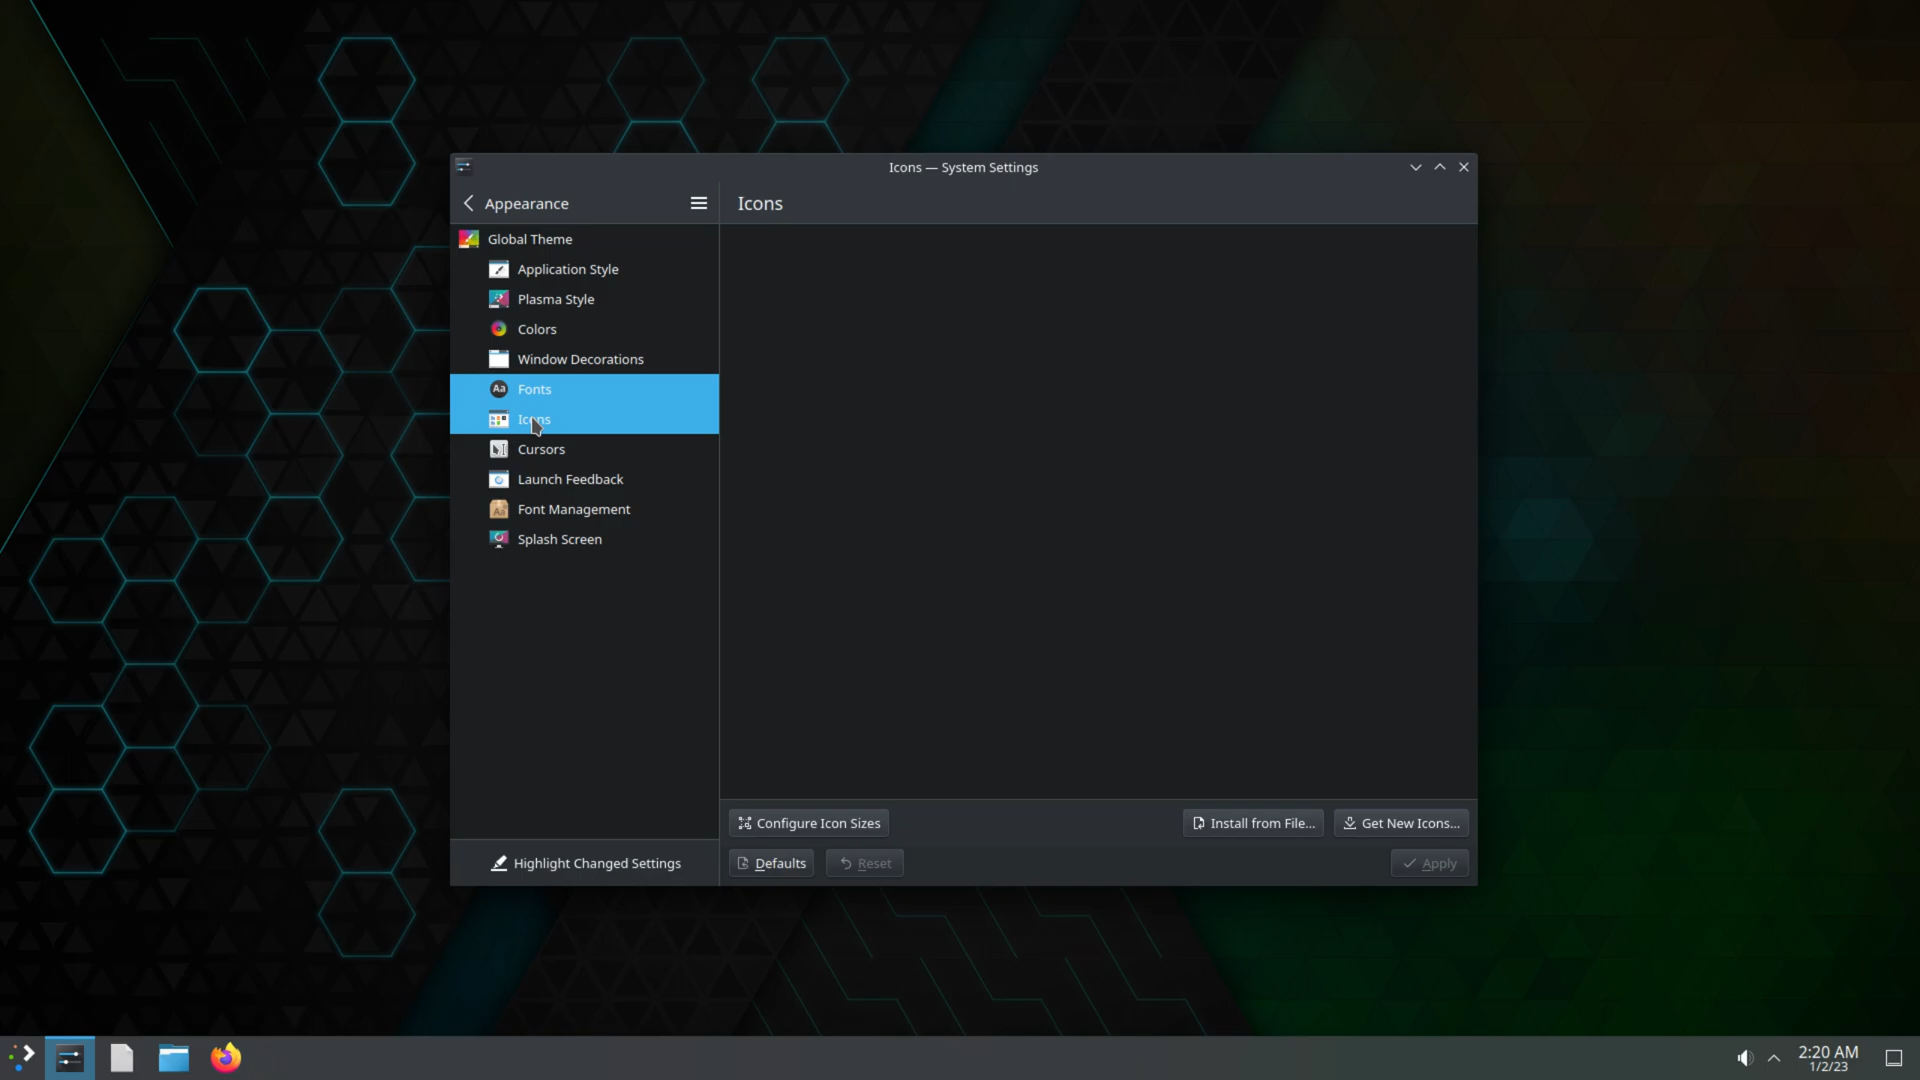 Icons — System Settings
Appearance
Icons
Global Theme
Application Style
Plasma Style
Colors
Window Decorations
Fonts
Icons
Cursors
Launch Feedback
Font Management
Splash Screen
Configure Icon Sizes
Install from File...
Get New Icons...
Highlight Changed Settings
Defaults
Reset
Apply
2:20 AM
1/2/23